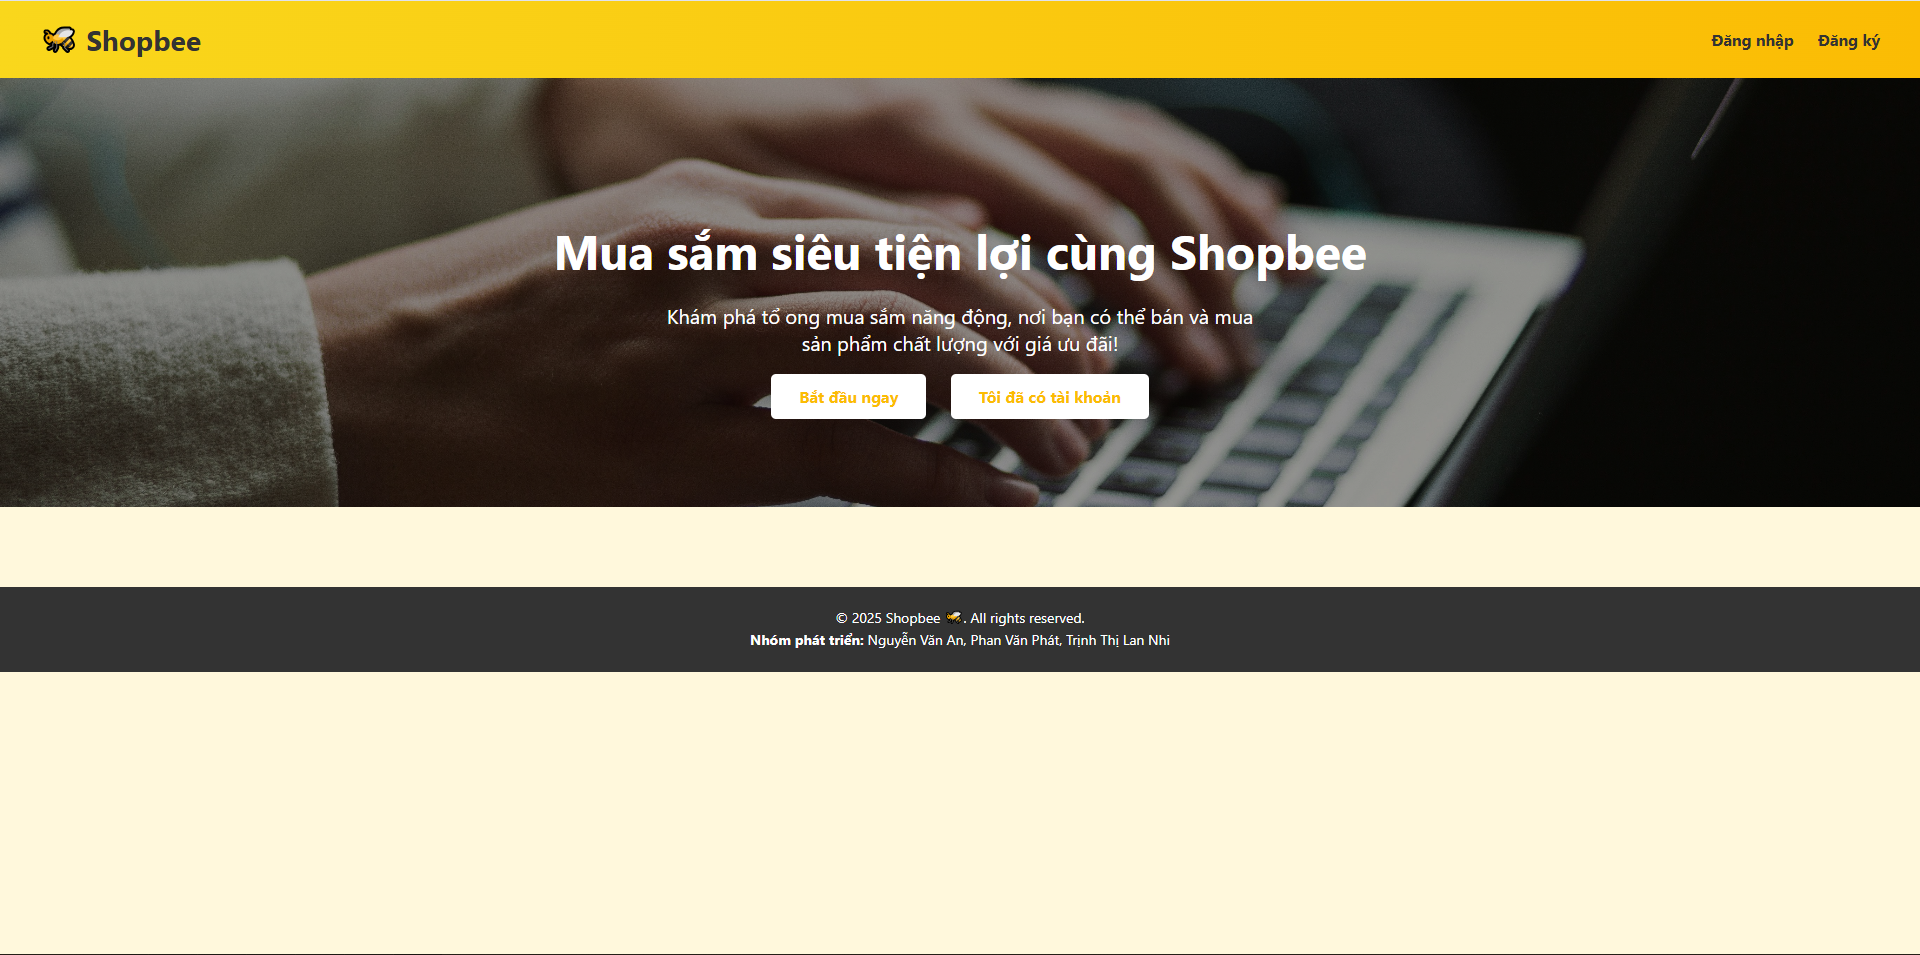 Shopbee
Đăng nhập Đăng ký
Mua sắm siêu tiện lợi cùng Shopbee
Khám phá tổ ong mua sắm năng động, nơi bạn có thể bán và mua
sản phẩm chất lượng với giá ưu đãi!
Bắt đầu ngay Tôi đã có tài khoản
© 2025 Shopbee 🐝. All rights reserved.
Nhóm phát triển: Nguyễn Văn An, Phan Văn Phát, Trịnh Thị Lan Nhi